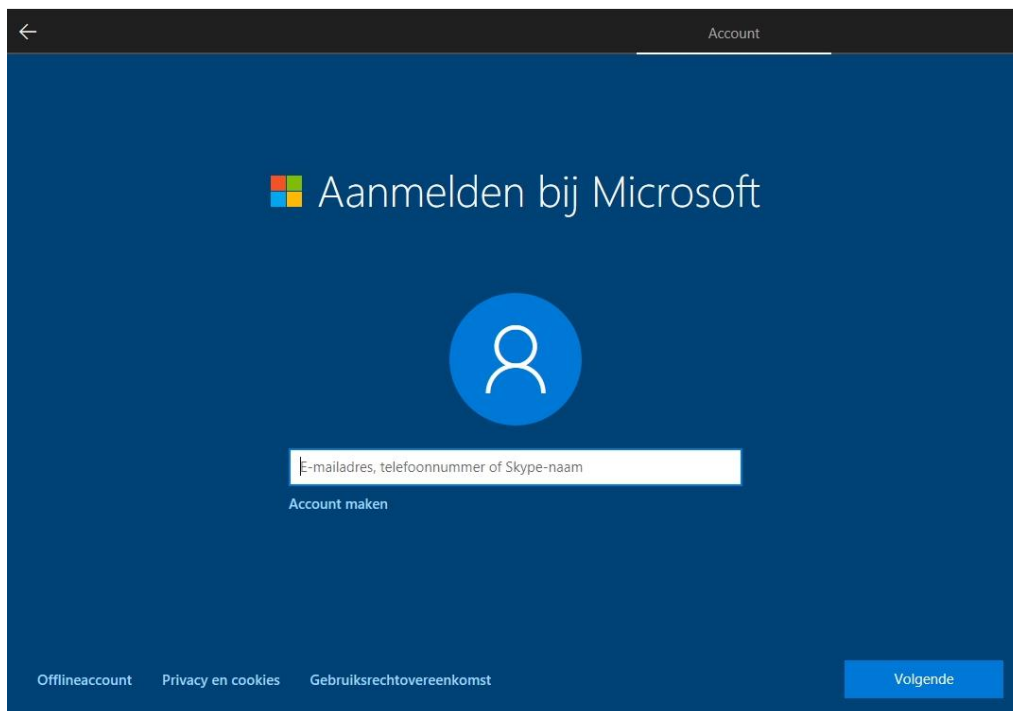 Account
Aanmelden bij Microsoft
E-mailadres, telefoonnummer of Skype-naam
Account maken
Offlineaccount Privacy en cookies Gebruiksrechtovereenkomst Volgende